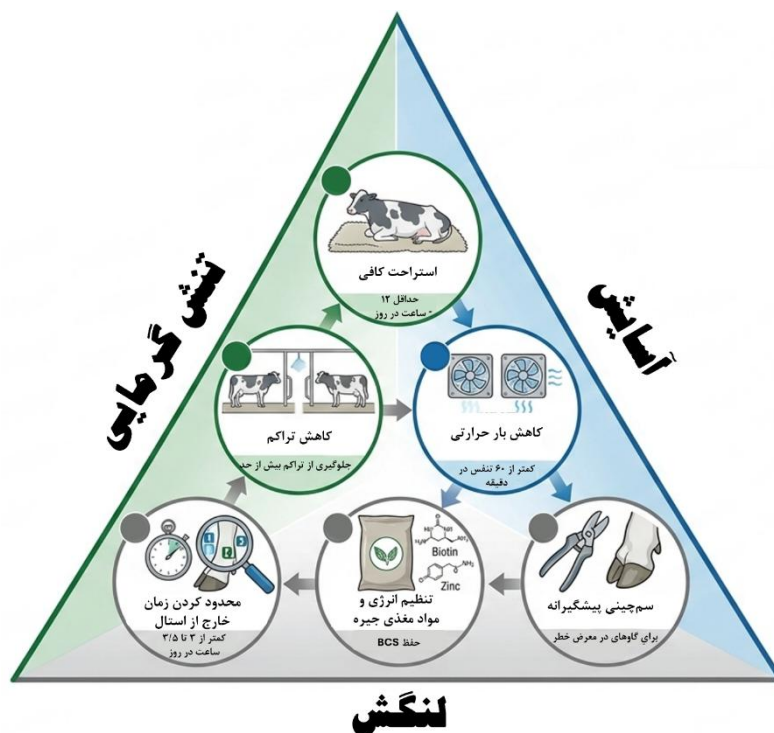 تنش گرمایی
آسایش
استراحت کافی
حداقل ۱۲
- ساعت در روز
کاهش تراکم
جلوگیری از تراکم بیش از حد
کاهش بار حرارتی
کمتر از ۶۰ تنفس در
دقیقه
محدود کردن زمان
خارج از استال
کمتر از ۳ تا ۳/۵
ساعت در روز
Biotin
Zinc
تنظیم انرژی و
مواد مغذی جیره
حفظ BCS
سم‌چینی پیشگیرانه
برای گاوهای در معرض خطر
لنگش